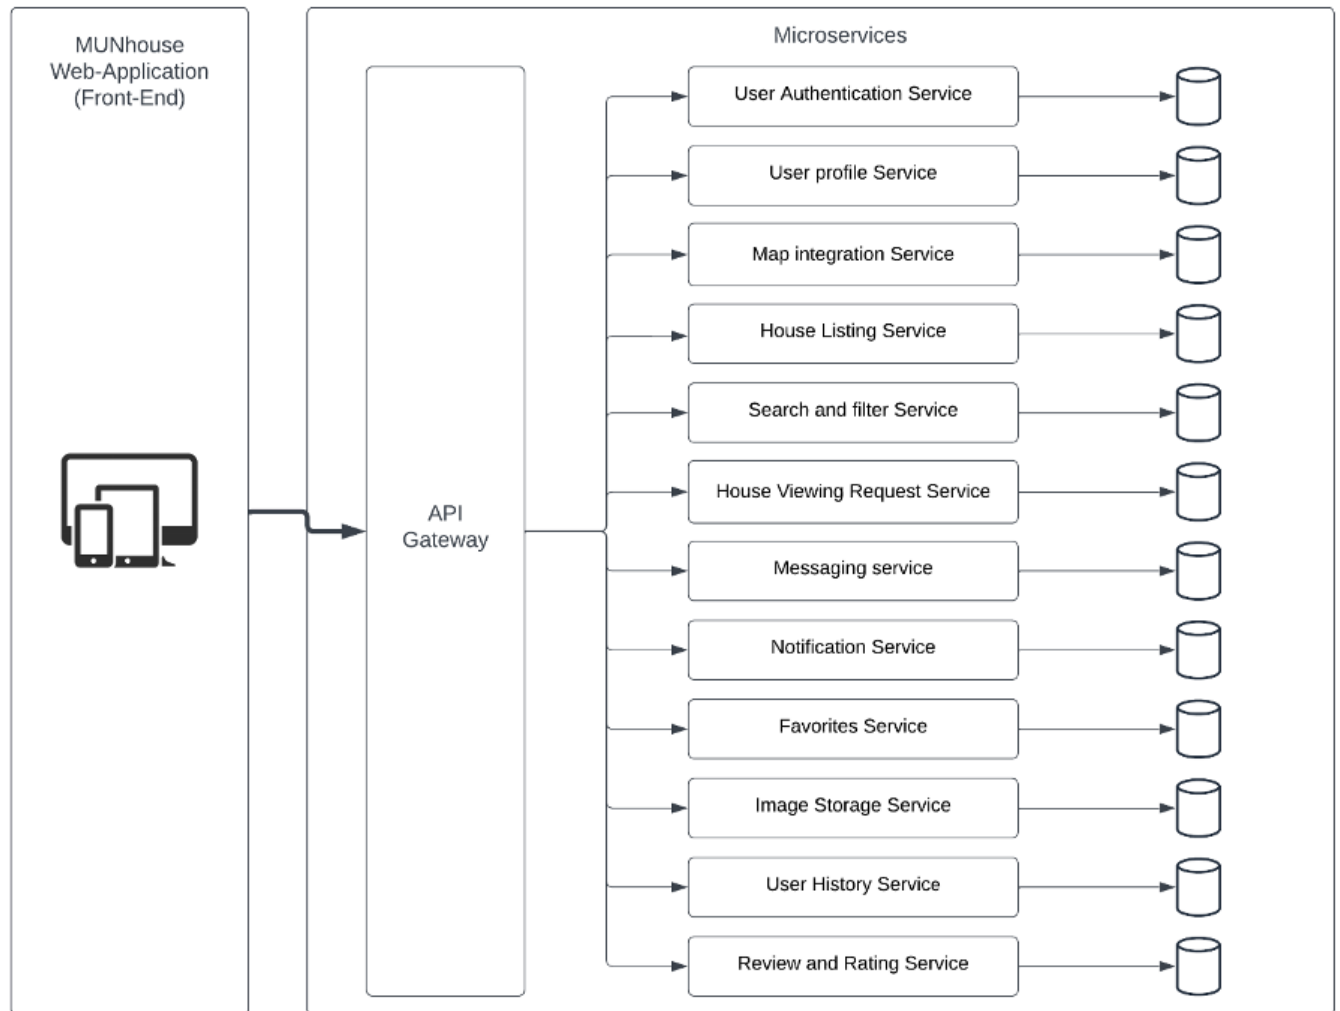 MUNhouse
Web-Application
(Front-End)
Microservices
API
Gateway
User Authentication Service
User profile Service
Map integration Service
House Listing Service
Search and filter Service
House Viewing Request Service
Messaging service
Notification Service
Favorites Service
Image Storage Service
User History Service
Review and Rating Service